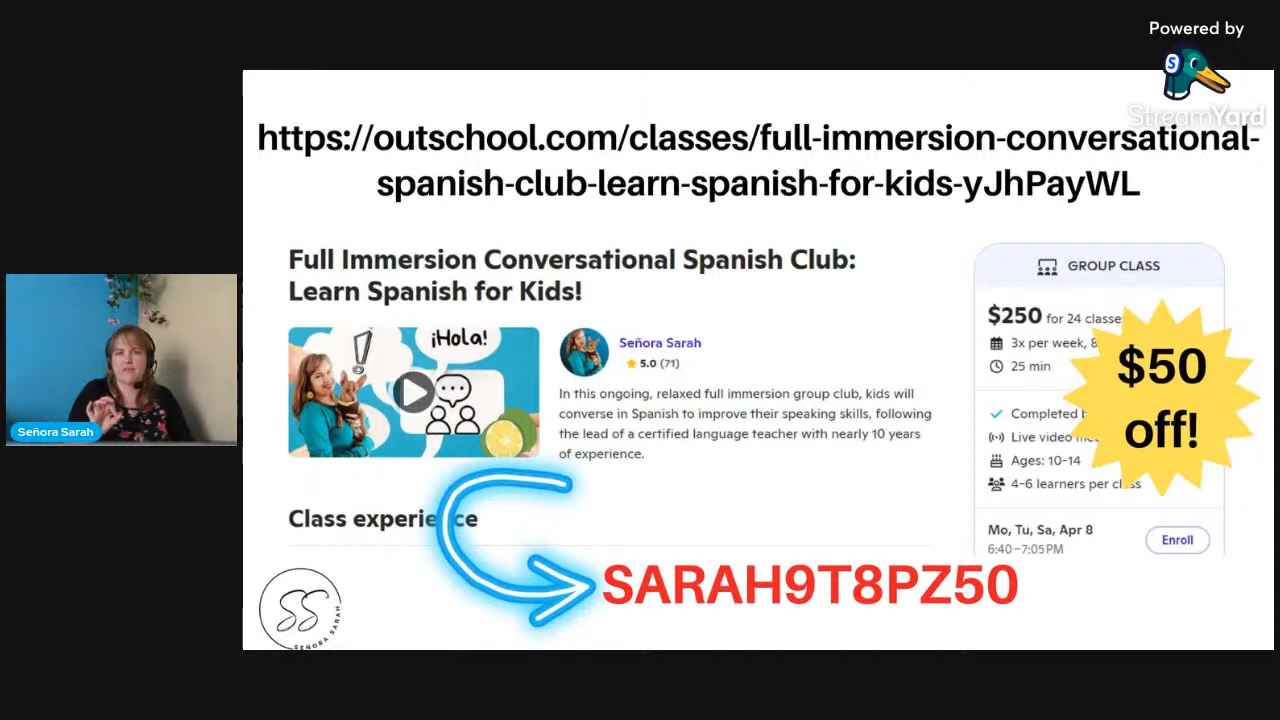 Powered by
StreamYard
https://outschool.com/classes/full-immersion-conversational-
spanish-club-learn-spanish-for-kids-yJhPayWL
Full Immersion Conversational Spanish Club:
Learn Spanish for Kids!
¡Hola!
Señora Sarah
5.0 (71)
In this ongoing, relaxed full immersion group club, kids will
converse in Spanish to improve their speaking skills, following
the lead of a certified language teacher with nearly 10 years
of experience.
GROUP CLASS
$250 for 24 classes
3x per week, 8
25 min
Completed
Live video
Ages: 10-14
4-6 learners per class
$50
off!
Mo, Tu, Sa, Apr 8
6:40–7:05 PM
Enroll
Class experience
SARAH9T8PZ50
SS
SEÑORA SARAH
Señora Sarah